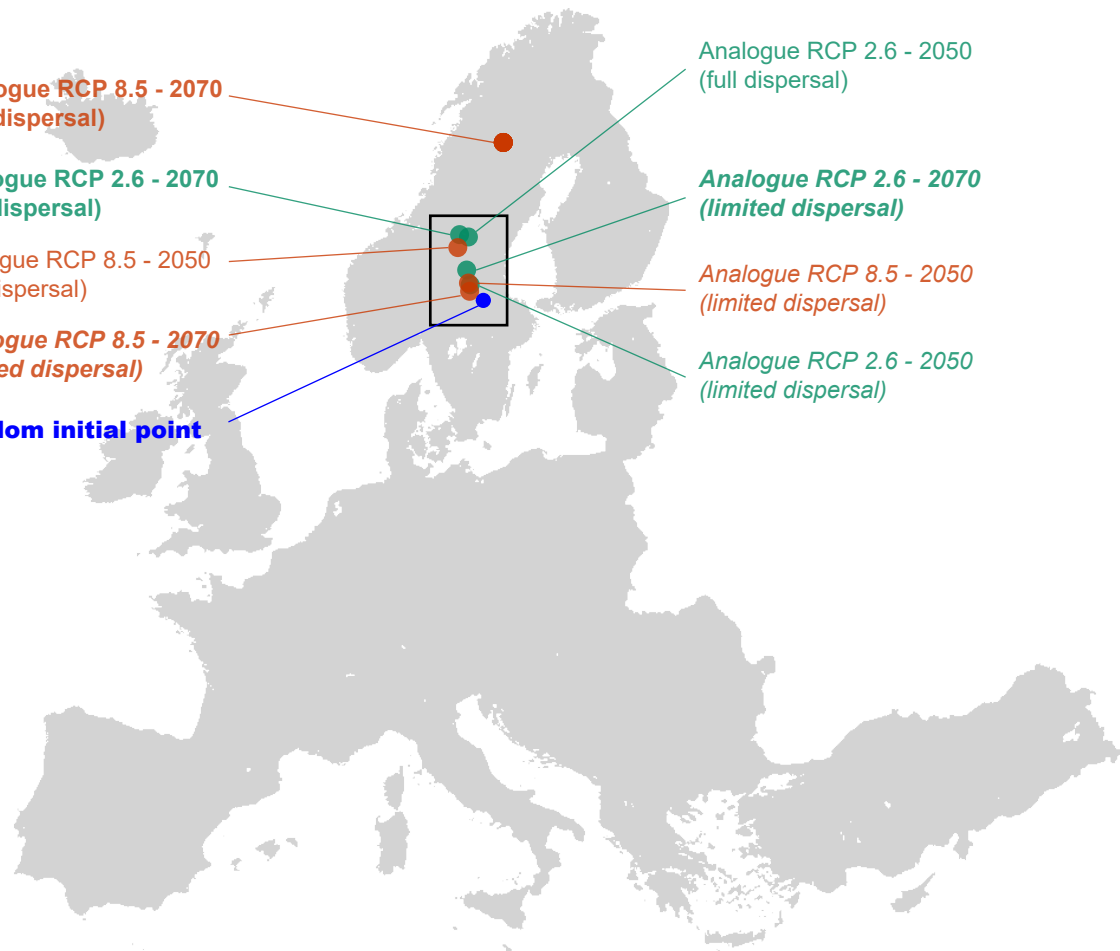 ogue RCP 8.5 - 2070
dispersal)
ogue RCP 2.6 - 2070
dispersal)
gue RCP 8.5 - 2050
ispersal)
ogue RCP 8.5 - 2070
ed dispersal)
dom initial point
Analogue RCP 2.6 - 2050
(full dispersal)
Analogue RCP 2.6 - 2070
(limited dispersal)
Analogue RCP 8.5 - 2050
(limited dispersal)
Analogue RCP 2.6 - 2050
(limited dispersal)